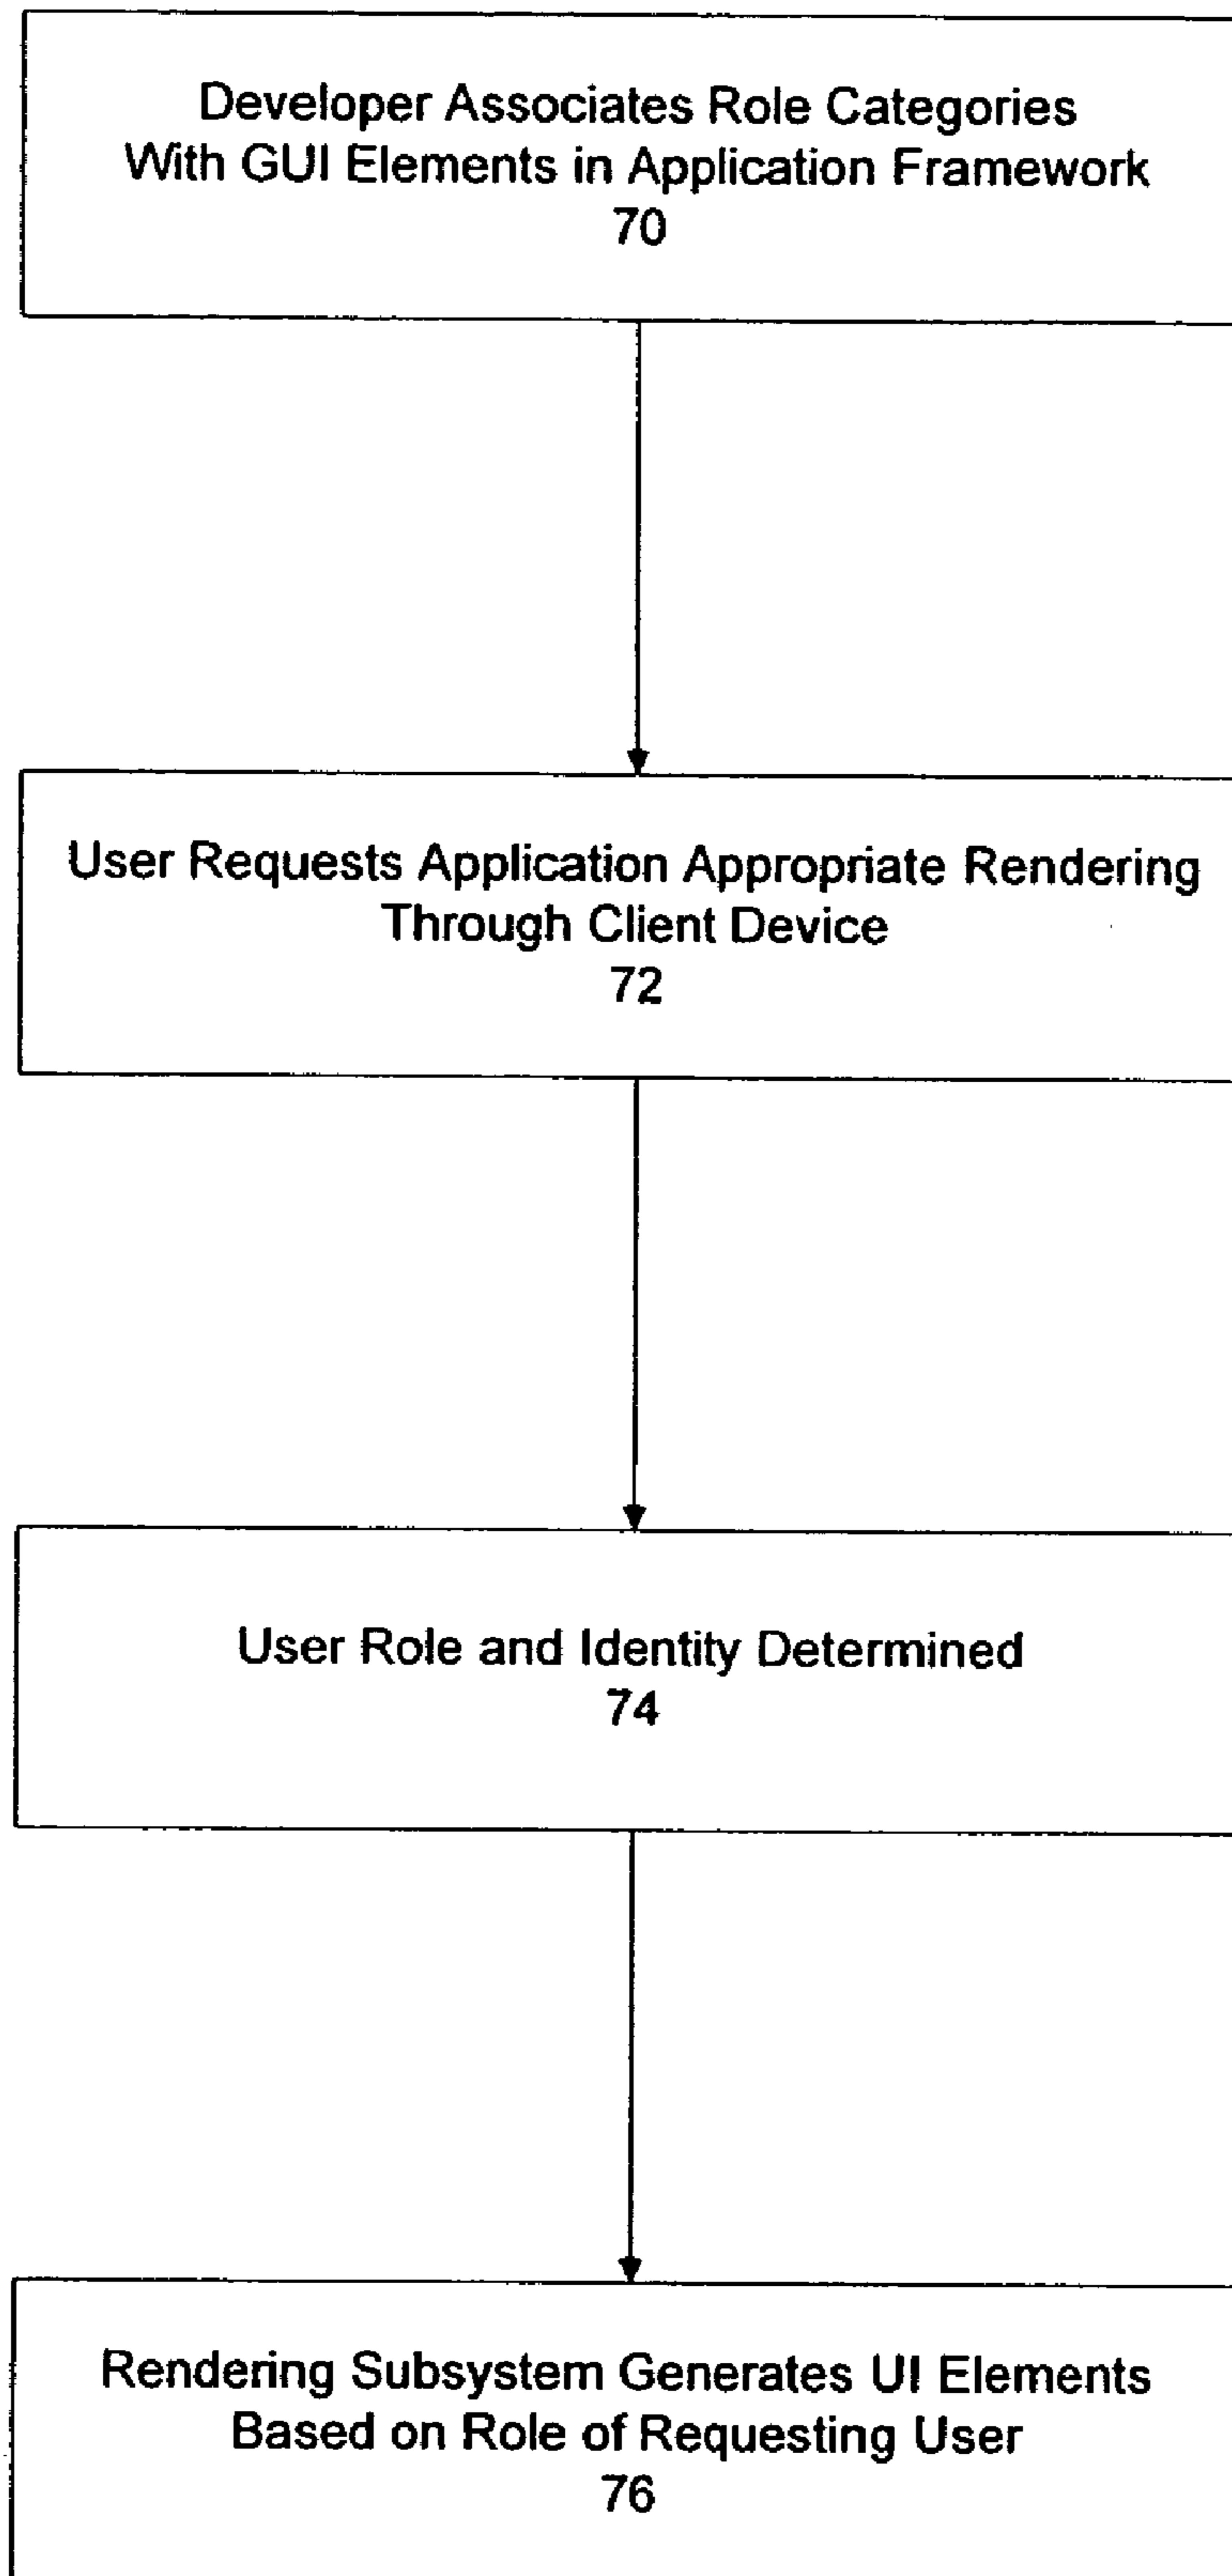 Developer Associates Role Categories
With GUI Elements in Application Framework
70
User Requests Application Appropriate Rendering
Through Client Device
72
User Role and Identity Determined
74
Rendering Subsystem Generates UI Elements
Based on Role of Requesting User
76